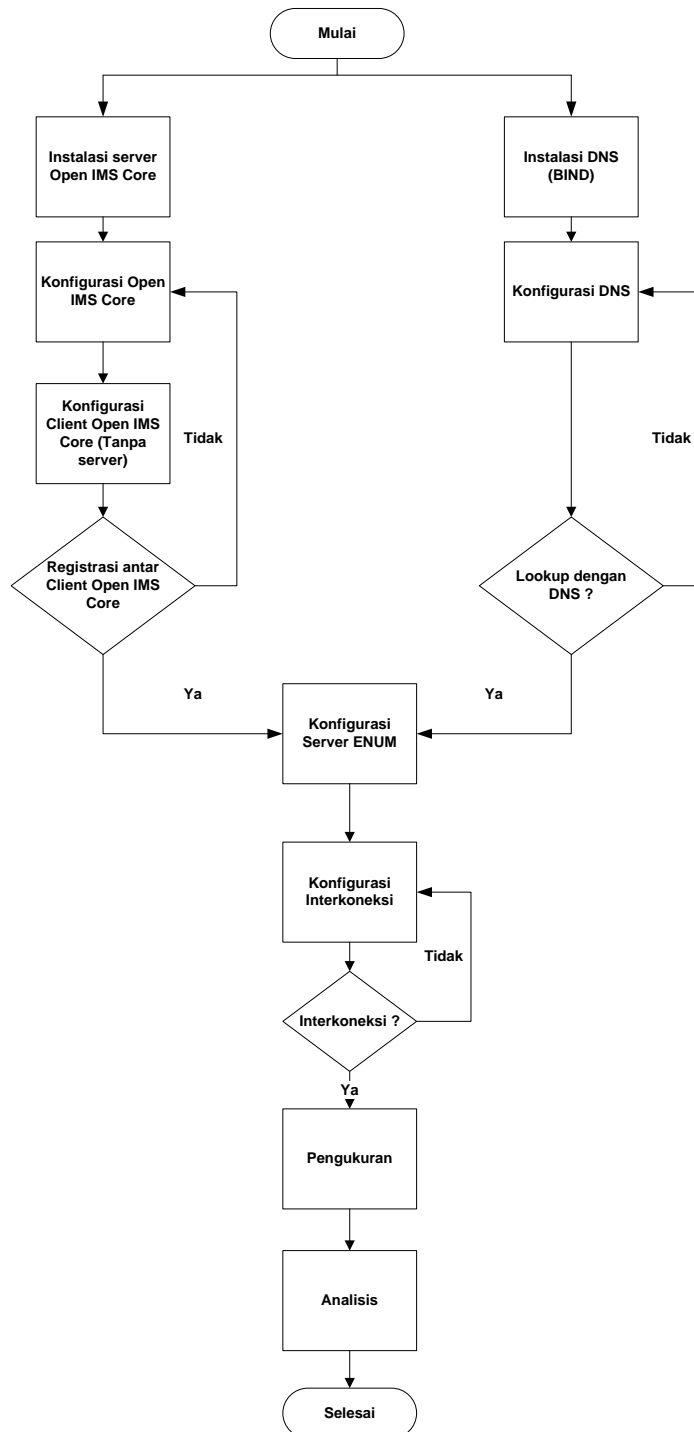 Mulai
Instalasi server
Open IMS Core
Instalasi DNS
(BIND)
Konfigurasi Open
IMS Core
Konfigurasi DNS
Konfigurasi
Client Open IMS
Core (Tanpa
server)
Tidak
Tidak
Registrasi antar
Client Open IMS
Core
Lookup dengan
DNS ?
Ya
Ya
Konfigurasi
Server ENUM
Konfigurasi
Interkoneksi
Tidak
Interkoneksi ?
Ya
Pengukuran
Analisis
Selesai